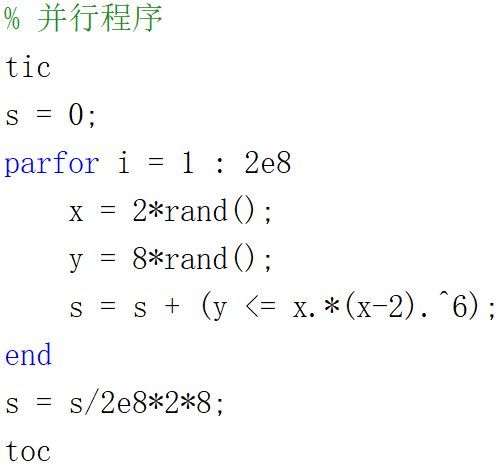 % 并行程序
tic
s = 0;
parfor i = 1 : 2e8
    x = 2*rand();
    y = 8*rand();
    s = s + (y <= x.*(x-2).^6);
end
s = s/2e8*2*8;
toc